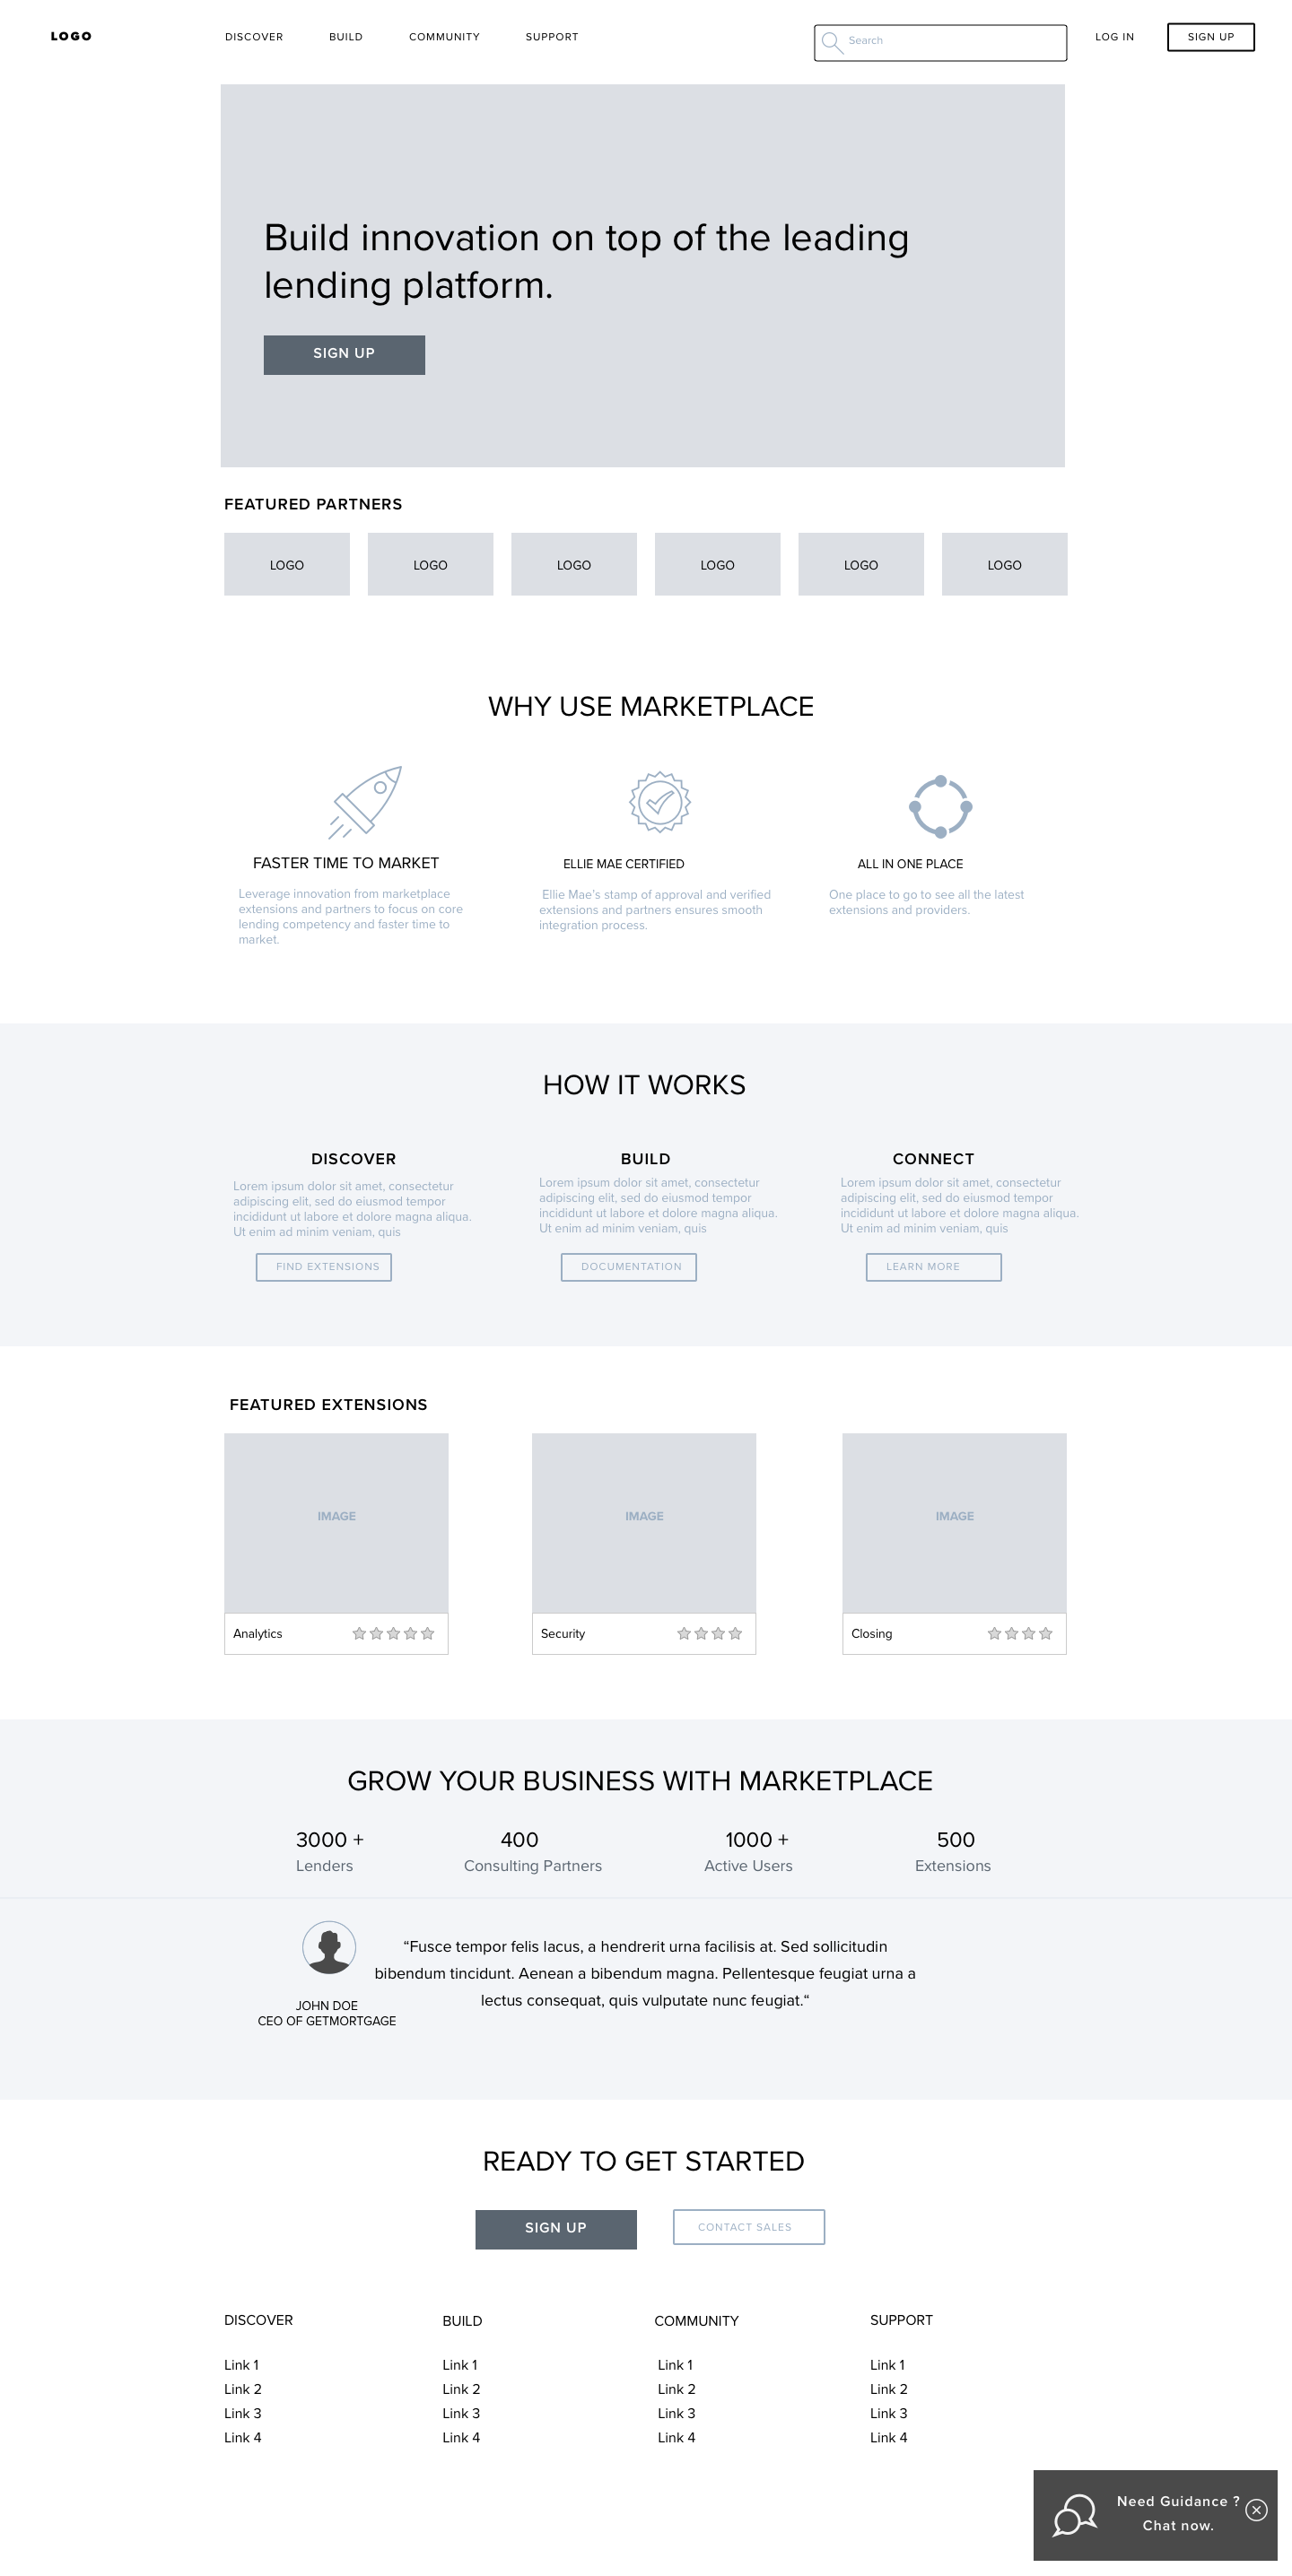 LOGO DISCOVER BUILD COMMUNITY SUPPORT Search LOG IN SIGN UP
Build innovation on top of the leading
lending platform.
SIGN UP
FEATURED PARTNERS
LOGO LOGO LOGO LOGO LOGO LOGO
WHY USE MARKETPLACE
FASTER TIME TO MARKET
Leverage innovation from marketplace
extensions and partners to focus on core
lending competency and faster time to
market.
ELLIE MAE CERTIFIED
Ellie Mae’s stamp of approval and verified
extensions and partners ensures smooth
integration process.
ALL IN ONE PLACE
One place to go to see all the latest
extensions and providers.
HOW IT WORKS
DISCOVER
Lorem ipsum dolor sit amet, consectetur
adipiscing elit, sed do eiusmod tempor
incididunt ut labore et dolore magna aliqua.
Ut enim ad minim veniam, quis
FIND EXTENSIONS
BUILD
Lorem ipsum dolor sit amet, consectetur
adipiscing elit, sed do eiusmod tempor
incididunt ut labore et dolore magna aliqua.
Ut enim ad minim veniam, quis
DOCUMENTATION
CONNECT
Lorem ipsum dolor sit amet, consectetur
adipiscing elit, sed do eiusmod tempor
incididunt ut labore et dolore magna aliqua.
Ut enim ad minim veniam, quis
LEARN MORE
FEATURED EXTENSIONS
IMAGE IMAGE IMAGE
Analytics Security Closing
GROW YOUR BUSINESS WITH MARKETPLACE
3000 + 400 1000 + 500
Lenders Consulting Partners Active Users Extensions
“Fusce tempor felis lacus, a hendrerit urna facilisis at. Sed sollicitudin
bibendum tincidunt. Aenean a bibendum magna. Pellentesque feugiat urna a
lectus consequat, quis vulputate nunc feugiat.“
JOHN DOE
CEO OF GETMORTGAGE
READY TO GET STARTED
SIGN UP CONTACT SALES
DISCOVER
Link 1
Link 2
Link 3
Link 4
BUILD
Link 1
Link 2
Link 3
Link 4
COMMUNITY
Link 1
Link 2
Link 3
Link 4
SUPPORT
Link 1
Link 2
Link 3
Link 4
Need Guidance ?
Chat now.